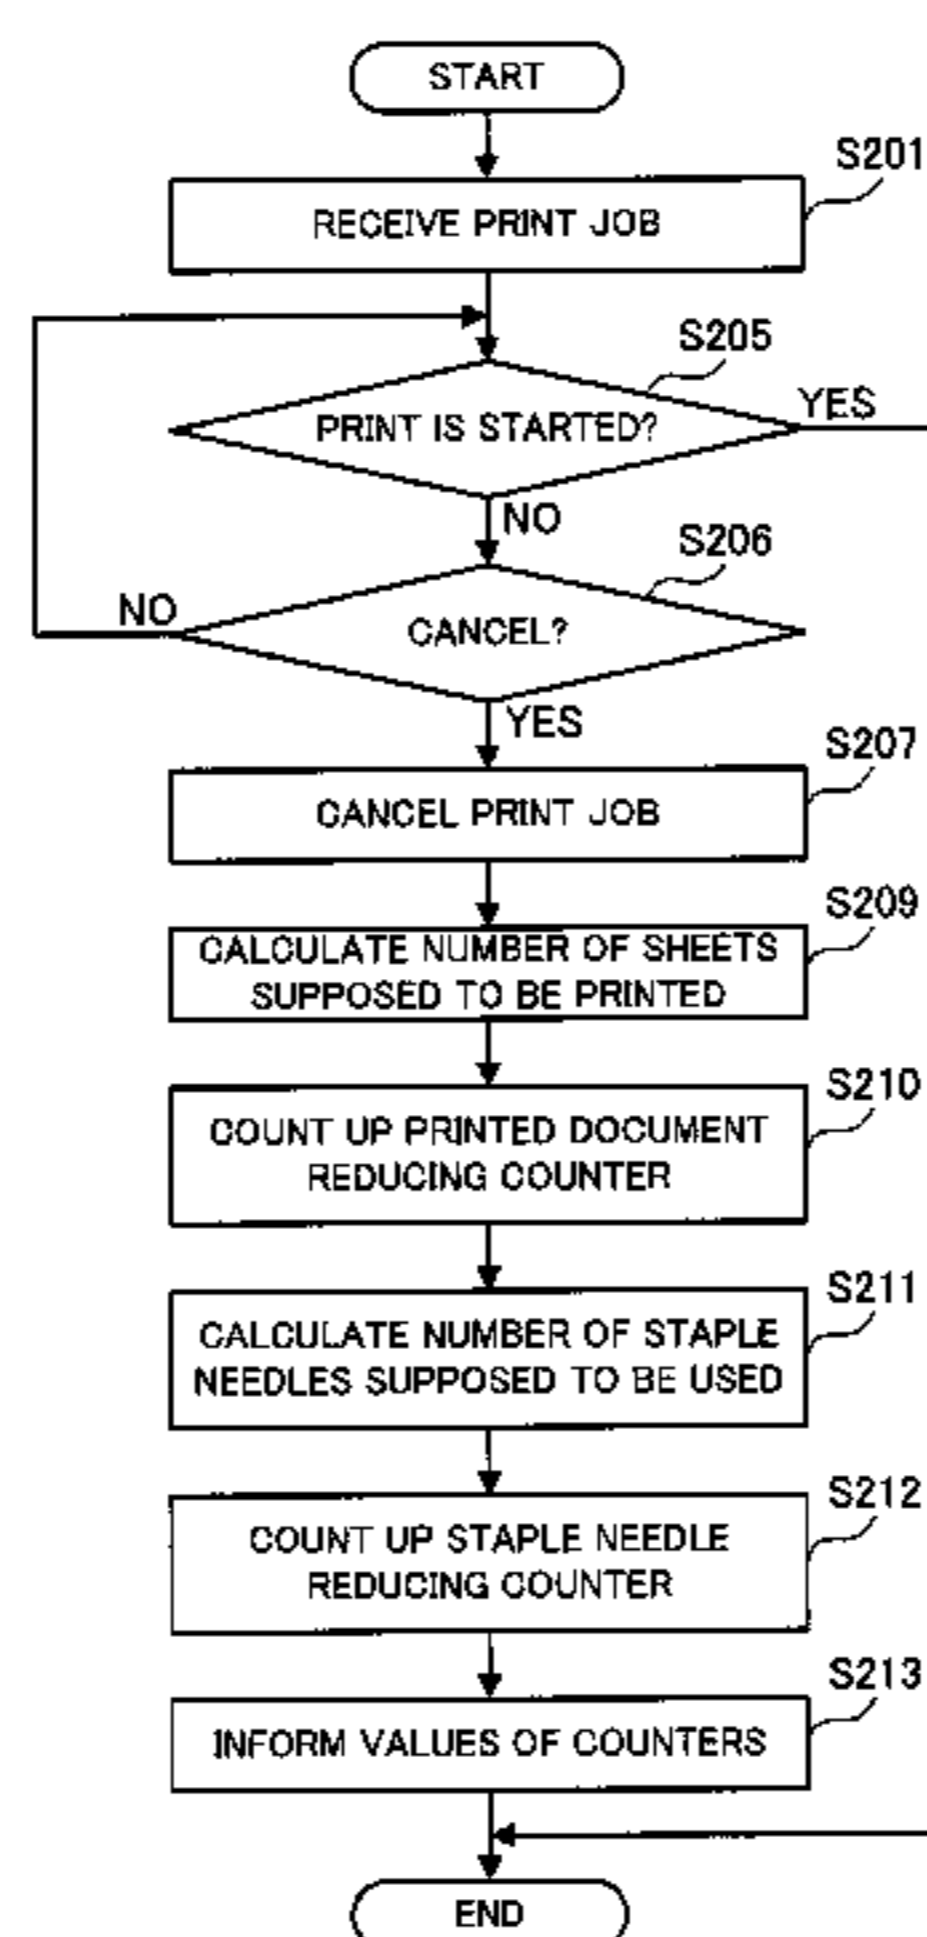 START
S201
RECEIVE PRINT JOB
S205
PRINT IS STARTED?
YES
NO
S206
CANCEL?
NO
YES
S207
CANCEL PRINT JOB
S209
CALCULATE NUMBER OF SHEETS
SUPPOSED TO BE PRINTED
S210
COUNT UP PRINTED DOCUMENT
REDUCING COUNTER
S211
CALCULATE NUMBER OF STAPLE
NEEDLES SUPPOSED TO BE USED
S212
COUNT UP STAPLE NEEDLE
REDUCING COUNTER
S213
INFORM VALUES OF COUNTERS
END